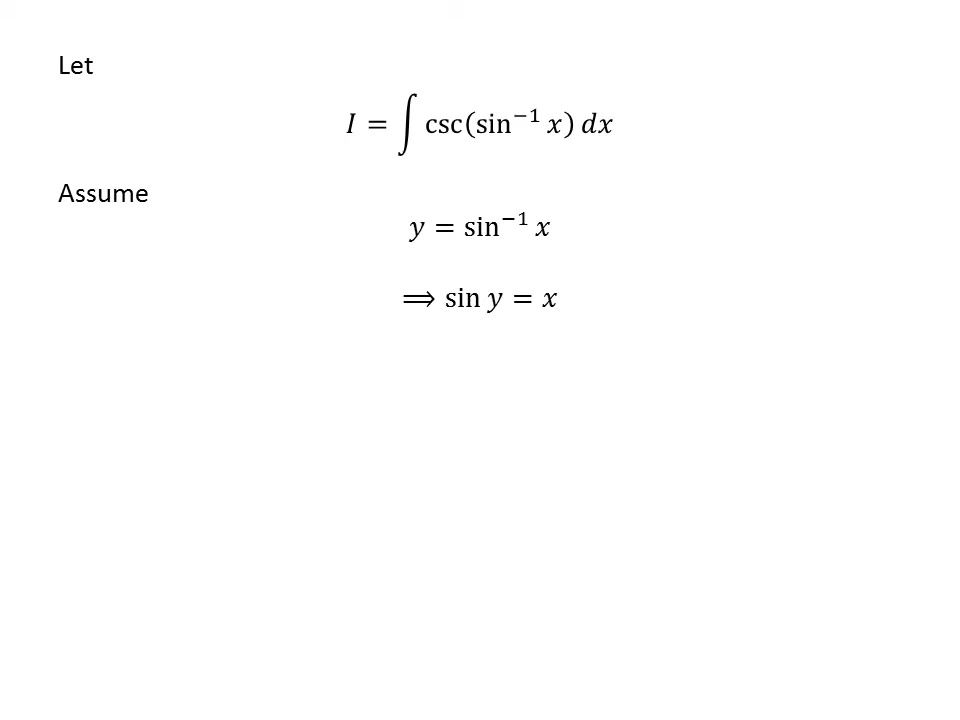 Let
𝐼 = ∫ csc(sin⁻¹ 𝑥) 𝑑𝑥
Assume
𝑦 = sin⁻¹ 𝑥
⟹ sin 𝑦 = 𝑥